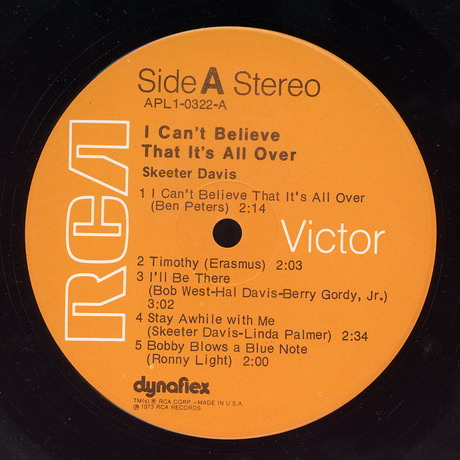 Side A Stereo
APL1-0322-A
I Can't Believe
That It's All Over
Skeeter Davis
1 I Can't Believe That It's All Over
(Ben Peters) 2:14
RCA
Victor
2 Timothy (Erasmus) 2:03
3 I'll Be There
(Bob West-Hal Davis-Berry Gordy, Jr.)
3:02
4 Stay Awhile with Me
(Skeeter Davis-Linda Palmer) 2:34
5 Bobby Blows a Blue Note
(Ronny Light) 2:00
dynaflex
TM(s) ® RCA CORP.-MADE IN U.S.A.
℗ 1973 RCA RECORDS